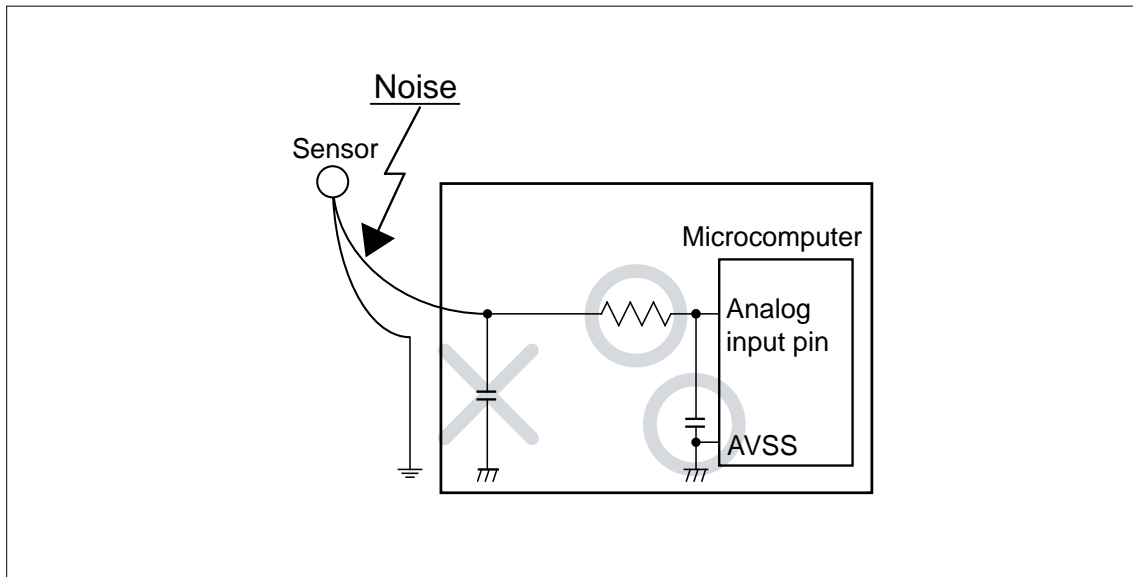 Noise
Sensor
Microcomputer
Analog
input pin
AVSS